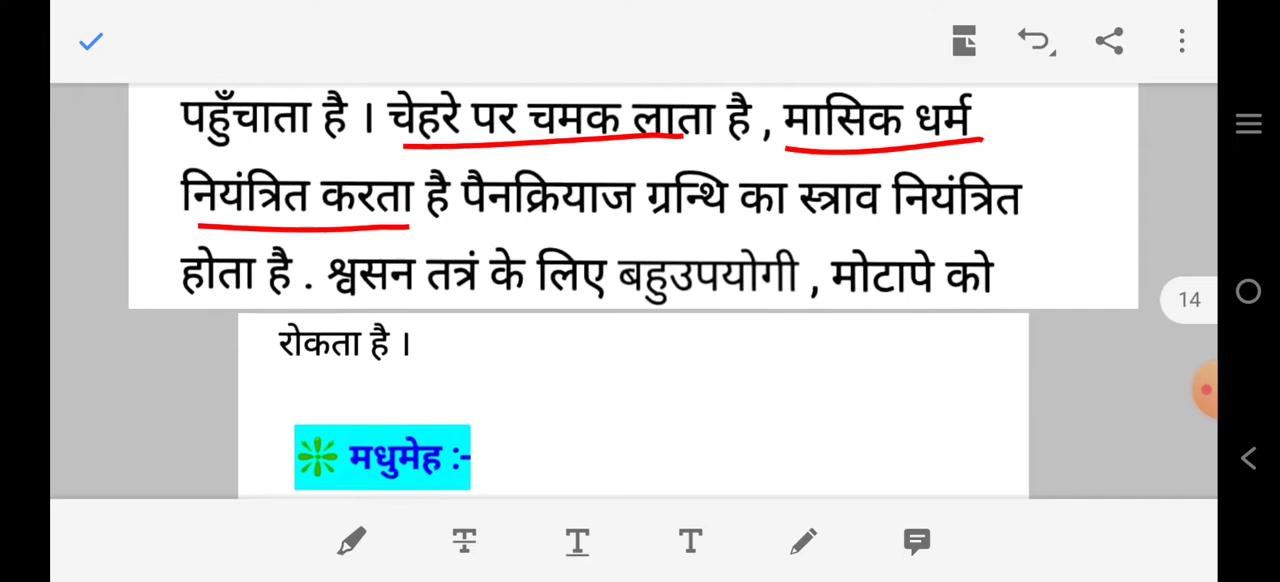 पहुँचाता है । चेहरे पर चमक लाता है , मासिक धर्म
नियंत्रित करता है पैनक्रियाज ग्रन्थि का स्त्राव नियंत्रित
होता है . श्वसन तत्रं के लिए बहुउपयोगी , मोटापे को
14
रोकता है ।
मधुमेह :-
T
T
T